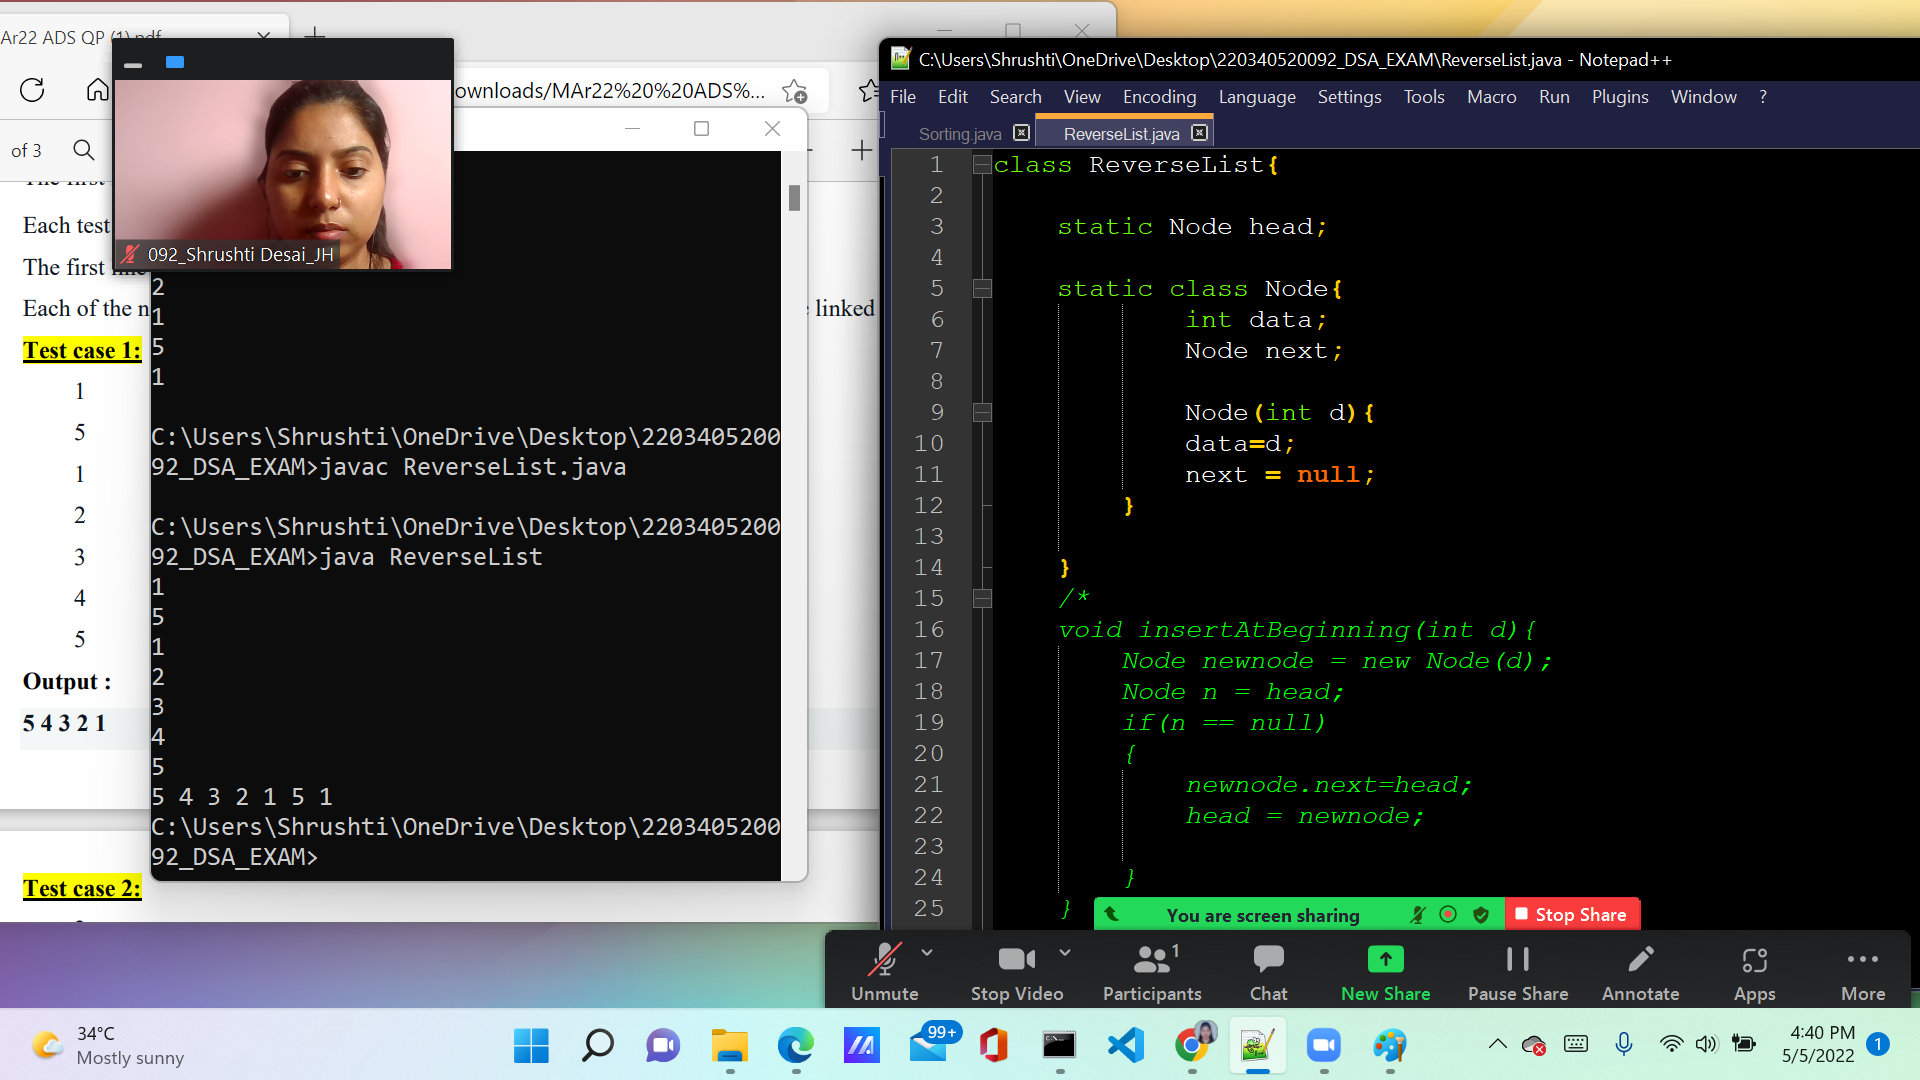 Ar22 ADS QP (1).pdf
ownloads/MAr22%20%20ADS%...
of 3
Each test
The first
Each of the n
linked
Test case 1:
1
5
1
2
3
4
5
Output :
5 4 3 2 1
Test case 2:
092_Shrushti Desai_JH
2
1
5
1
C:\Users\Shrushti\OneDrive\Desktop\2203405200
92_DSA_EXAM>javac ReverseList.java
C:\Users\Shrushti\OneDrive\Desktop\2203405200
92_DSA_EXAM>java ReverseList
1
5
1
2
3
4
5
5 4 3 2 1 5 1
C:\Users\Shrushti\OneDrive\Desktop\2203405200
92_DSA_EXAM>
C:\Users\Shrushti\OneDrive\Desktop\220340520092_DSA_EXAM\ReverseList.java - Notepad++
File Edit Search View Encoding Language Settings Tools Macro Run Plugins Window ?
Sorting.java ReverseList.java
1 class ReverseList{
2
3 static Node head;
4
5 static class Node{
6 int data;
7 Node next;
8
9 Node(int d){
10 data=d;
11 next = null;
12 }
13
14 }
15 /*
16 void insertAtBeginning(int d){
17 Node newnode = new Node(d);
18 Node n = head;
19 if(n == null)
20 {
21 newnode.next=head;
22 head = newnode;
23
24 }
25 }
You are screen sharing Stop Share
1
Unmute Stop Video Participants Chat New Share Pause Share Annotate Apps More
34°C
Mostly sunny
99+
4:40 PM
5/5/2022
1